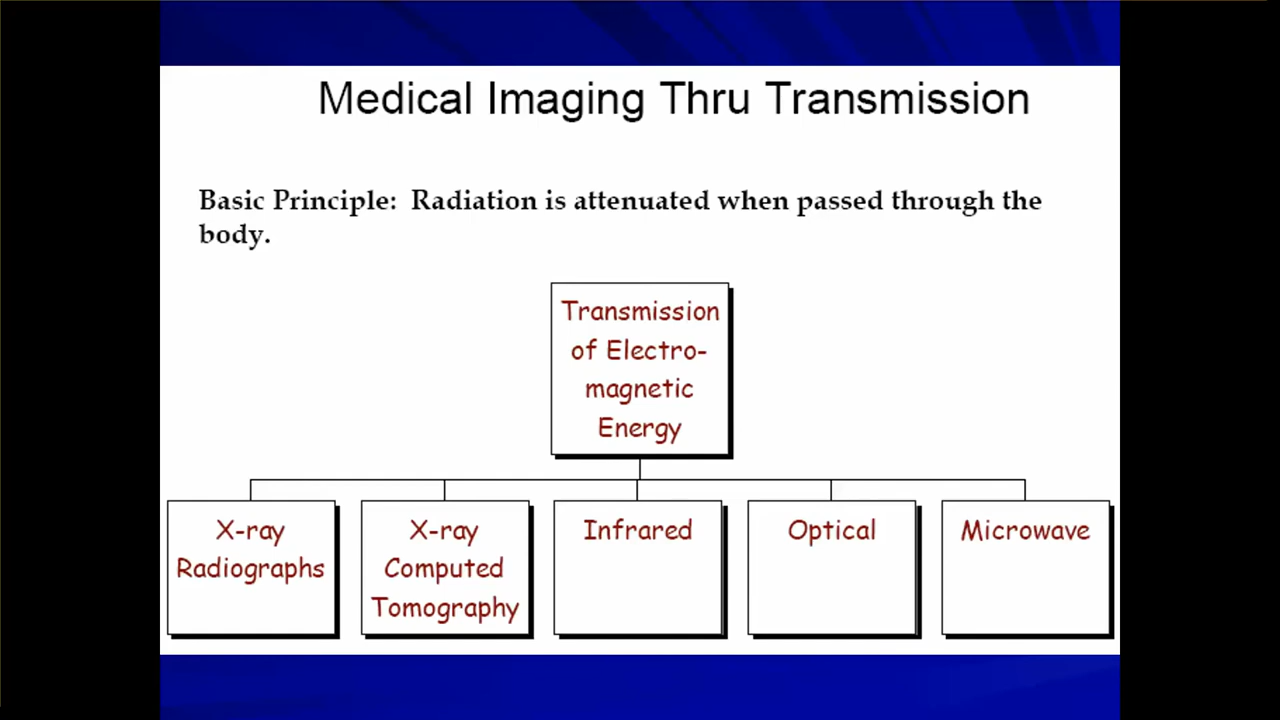 Medical Imaging Thru Transmission
Basic Principle:  Radiation is attenuated when passed through the
body.
Transmission
of Electro-
magnetic
Energy
X-ray
Radiographs
X-ray
Computed
Tomography
Infrared
Optical
Microwave